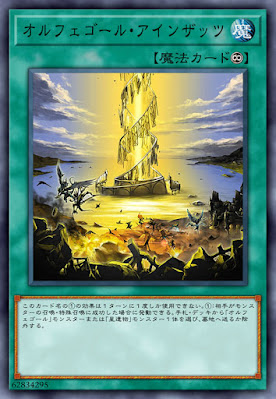 オルフェゴール・アインザッツ
魔
【魔法カード】
このカード名の①の効果は1ターンに1度しか使用できない。①:相手がモンス
ターの召喚・特殊召喚に成功した場合に発動できる。手札・デッキから「オルフ
ェゴール」モンスターまたは「星遺物」モンスター1体を選び、墓地へ送るか除
外する。
62834295